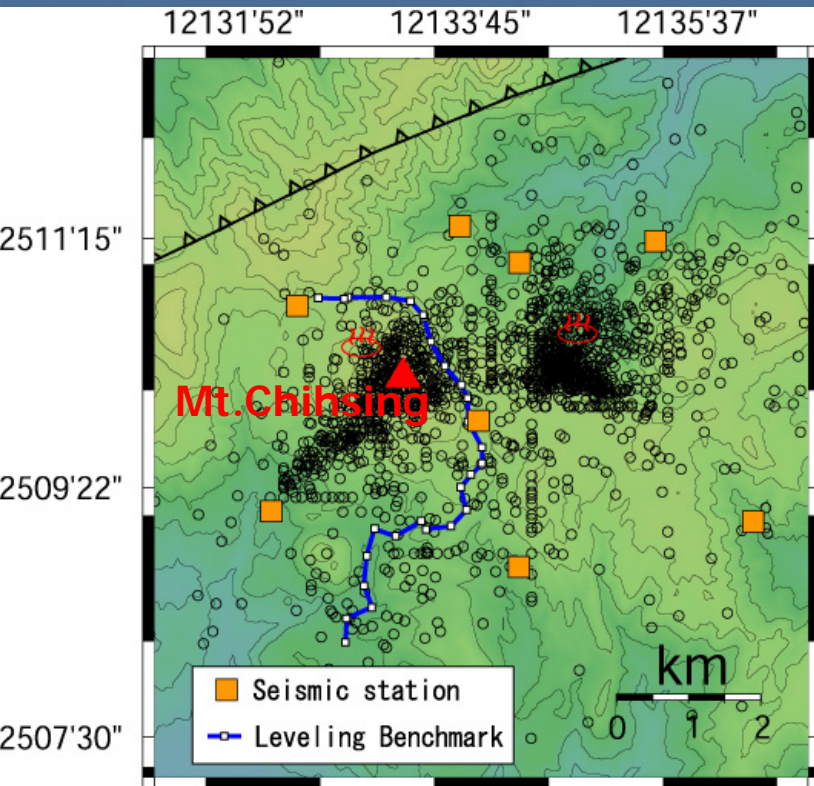 12131'52" 12133'45" 12135'37"
2511'15"
Mt.Chihsing
2509'22"
km
0 1 2
Seismic station
Leveling Benchmark
2507'30"